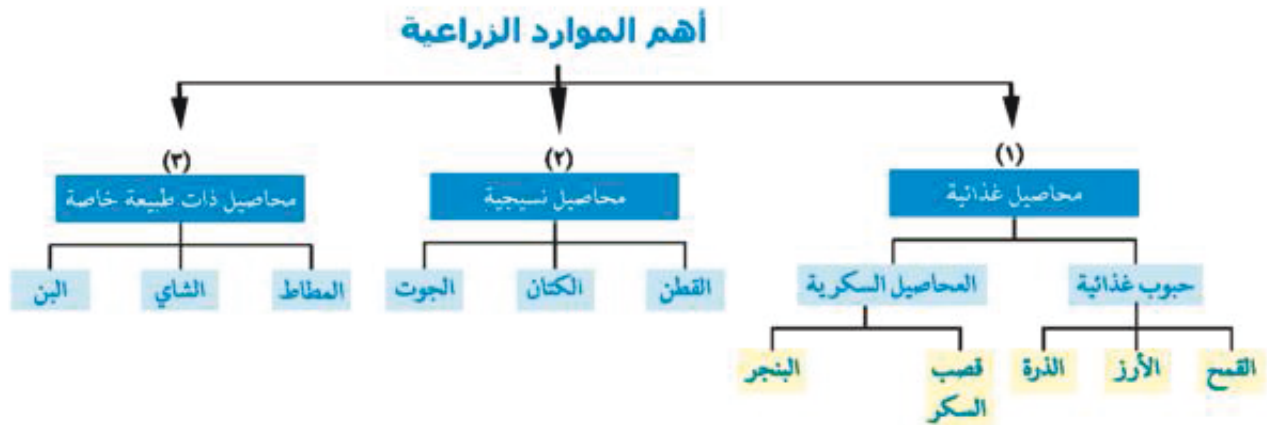 أهم الموارد الزراعية
(١)
(٢)
(٣)
محاصيل غذائية
محاصيل نسيجية
محاصيل ذات طبيعة خاصة
حبوب غذائية
المحاصيل السكرية
القطن
الكتان
الجوت
المطاط
الشاي
البن
القمح
الأرز
الذرة
قصب
السكر
البنجر